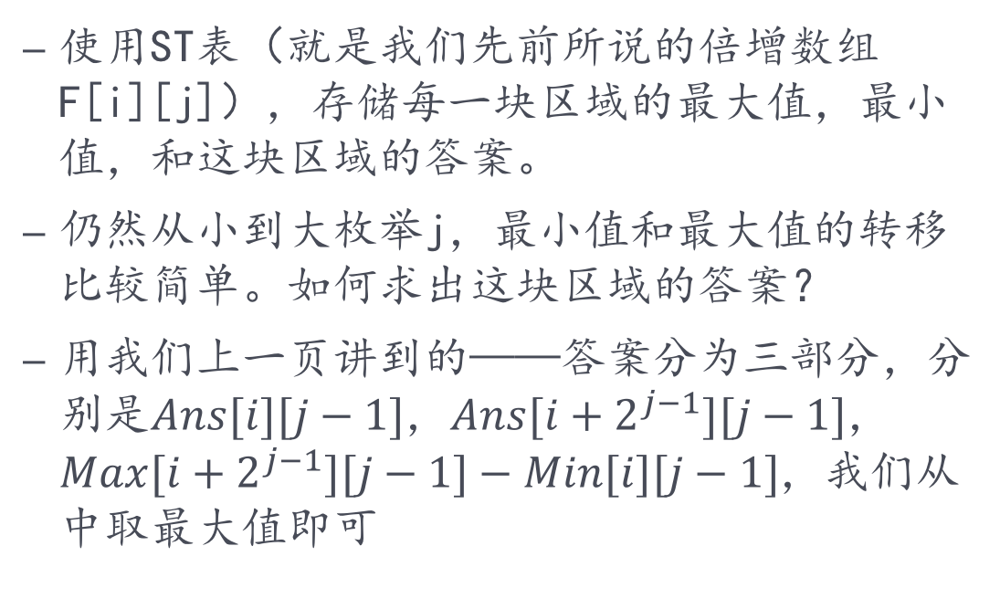 – 使用ST表（就是我们先前所说的倍增数组
F[i][j]），存储每一块区域的最大值，最小
值，和这块区域的答案。
– 仍然从小到大枚举j，最小值和最大值的转移
比较简单。如何求出这块区域的答案？
– 用我们上一页讲到的——答案分为三部分，分
别是Ans[i][j − 1]，Ans[i + 2^{j−1}][j − 1]，
Max[i + 2^{j−1}][j − 1] − Min[i][j − 1]，我们从
中取最大值即可